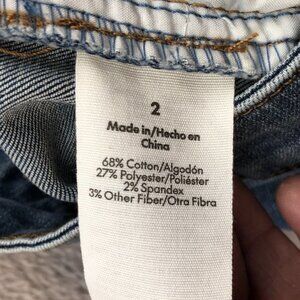 2
Made in/Hecho en
China
68% Cotton/Algodón
27% Polyester/Poliéster
2% Spandex
3% Other Fiber/Otra Fibra